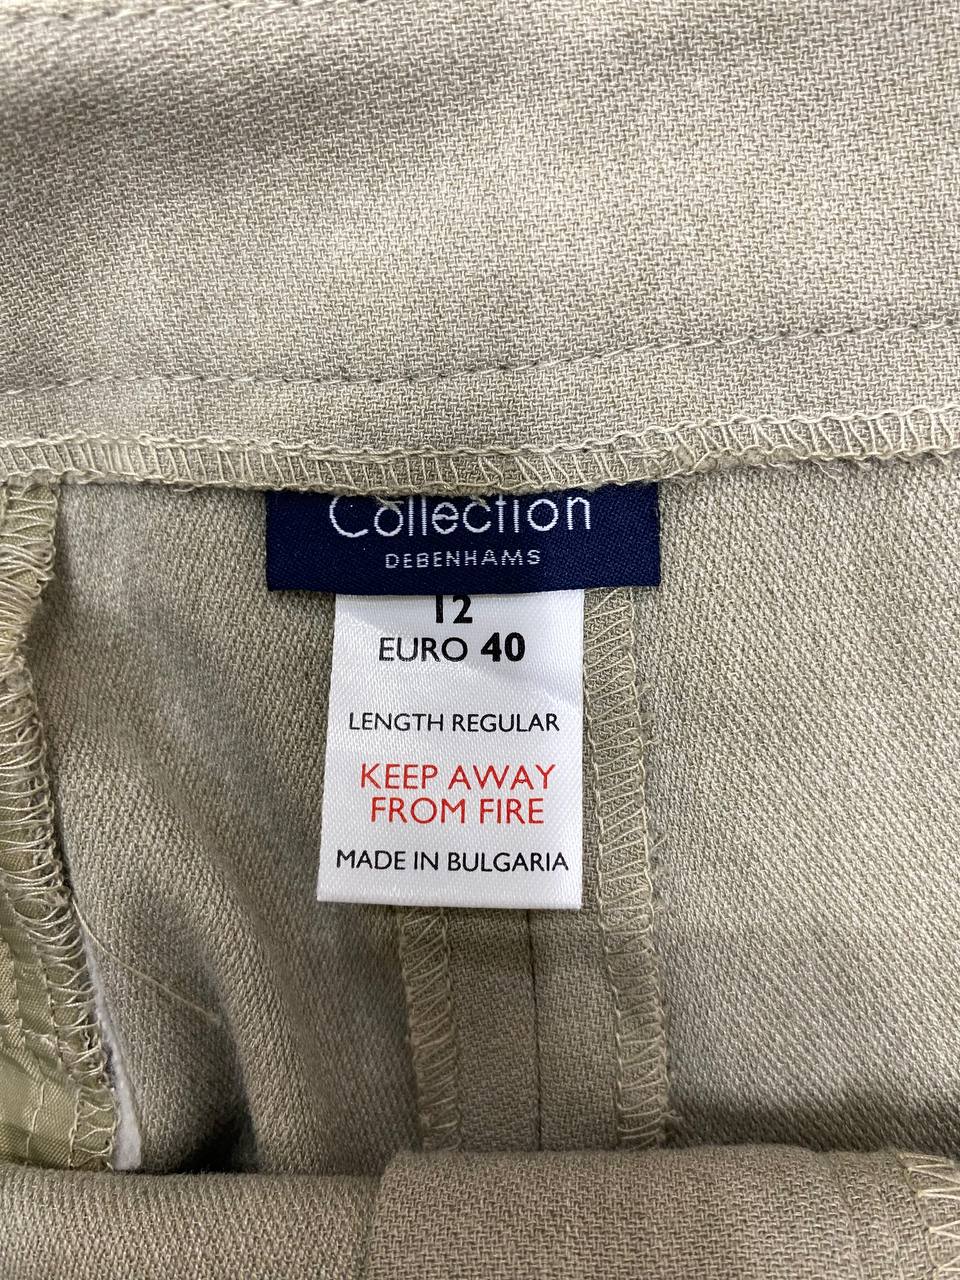 Collection
DEBENHAMS
12
EURO 40
LENGTH REGULAR
KEEP AWAY
FROM FIRE
MADE IN BULGARIA